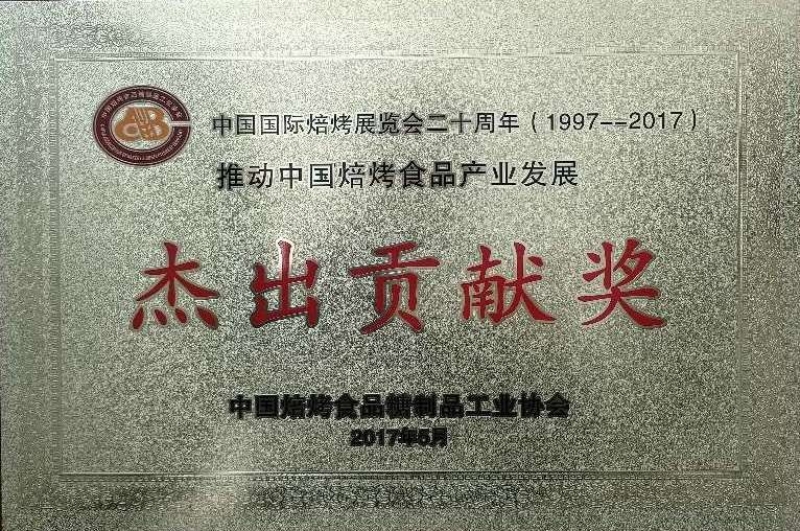 中国国际焙烤展览会二十周年（1997--2017）
推动中国焙烤食品产业发展
杰出贡献奖
中国焙烤食品糖制品工业协会
2017年5月